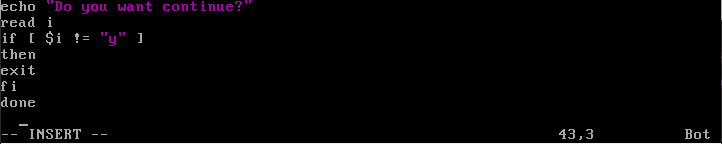 echo "Do you want continue?"
read i
if [ $i != "y" ]
then
exit
fi
done
_
-- INSERT -- 43,3 Bot